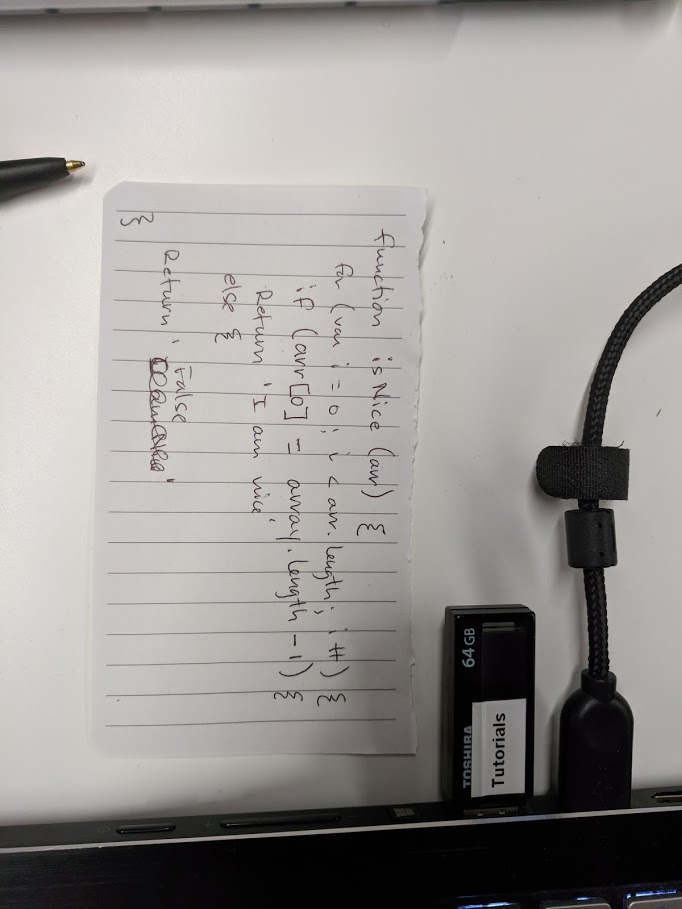 function isNice (arr) {
for (var i = 0; i < arr.length; i++) {
if (arr[0] = array.length -1) {
Return 'I am nice'
else {
Return ' False '
}
TOSHIBA 64 GB
Tutorials